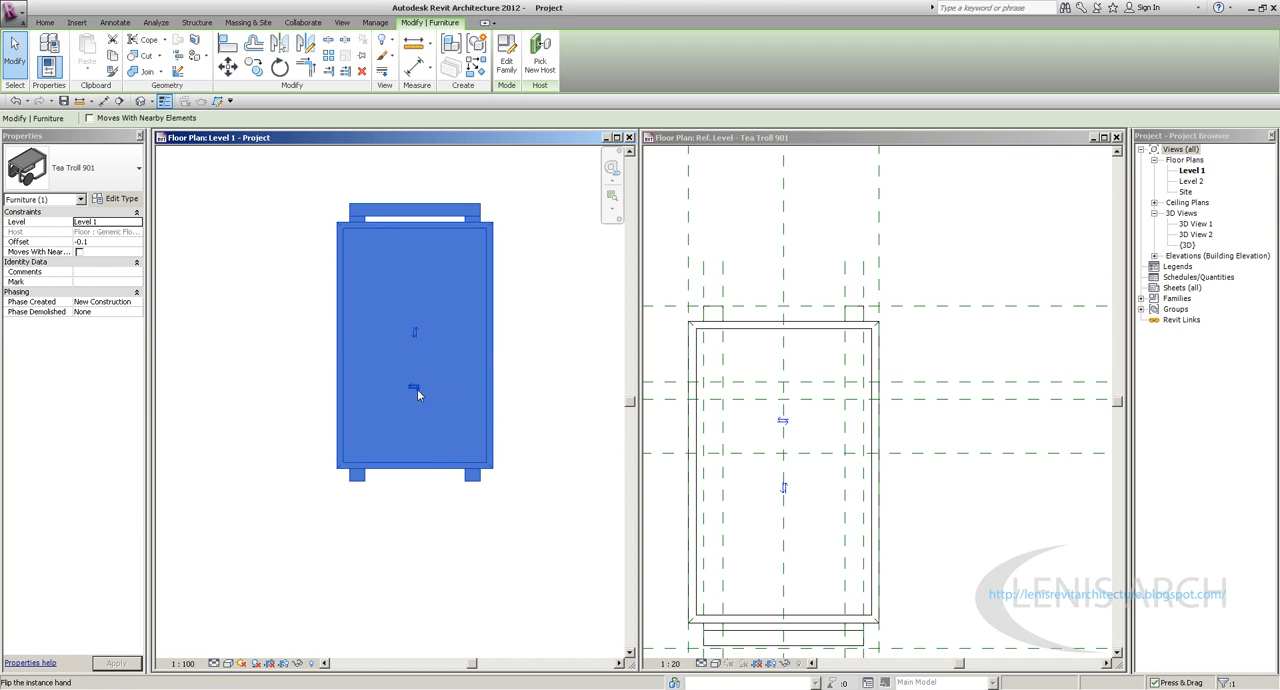 Autodesk Revit Architecture 2012 - Project
Type a keyword or phrase
Sign In
Home Insert Annotate Analyze Structure Massing & Site Collaborate View Manage Modify | Furniture
Modify
Properties
Paste
Cope
Cut
Join
Edit
Family
Pick
New Host
Select Properties Clipboard Geometry Modify View Measure Create Mode Host
Modify | Furniture
Moves With Nearby Elements
Properties
Tea Troll 901
Furniture (1)
Edit Type
Constraints
Level Level 1
Host Floor : Generic Flo...
Offset -0.1
Moves With Near...
Identity Data
Comments
Mark
Phasing
Phase Created New Construction
Phase Demolished None
Properties help
Apply
Floor Plan: Level 1 - Project
1 : 100
Floor Plan: Ref. Level - Tea Troll 901
1 : 20
Project - Project Browser
Views (all)
Floor Plans
Level 1
Level 2
Site
Ceiling Plans
3D Views
3D View 1
3D View 2
{3D}
Elevations (Building Elevation)
Legends
Schedules/Quantities
Sheets (all)
Families
Groups
Revit Links
LENIS ARCH
http://lenisrevitarchitecture.blogspot.com/
Flip the instance hand
:0
Main Model
Press & Drag
:1